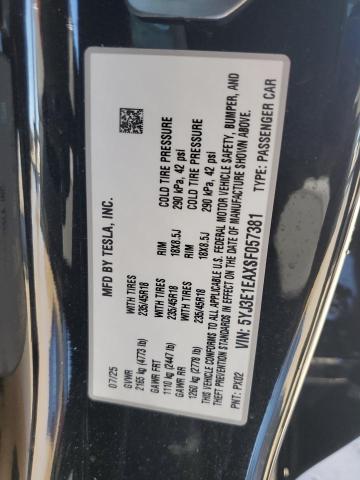 MFD BY TESLA, INC.
07/25
GVWR
2165 kg (4773 lb)
GAWR FRT WITH TIRES RIM COLD TIRE PRESSURE
1110 kg (2447 lb) 235/45R18 18X8.5J 290 kPa, 42 psi
GAWR RR WITH TIRES RIM COLD TIRE PRESSURE
1260 kg (2778 lb) 235/45R18 18X8.5J 290 kPa, 42 psi
THIS VEHICLE CONFORMS TO ALL APPLICABLE U.S. FEDERAL MOTOR VEHICLE SAFETY, BUMPER, AND
THEFT PREVENTION STANDARDS IN EFFECT ON THE DATE OF MANUFACTURE SHOWN ABOVE.
VIN: 5YJ3E1EAXSF057381 TYPE: PASSENGER CAR
PNT: PX02